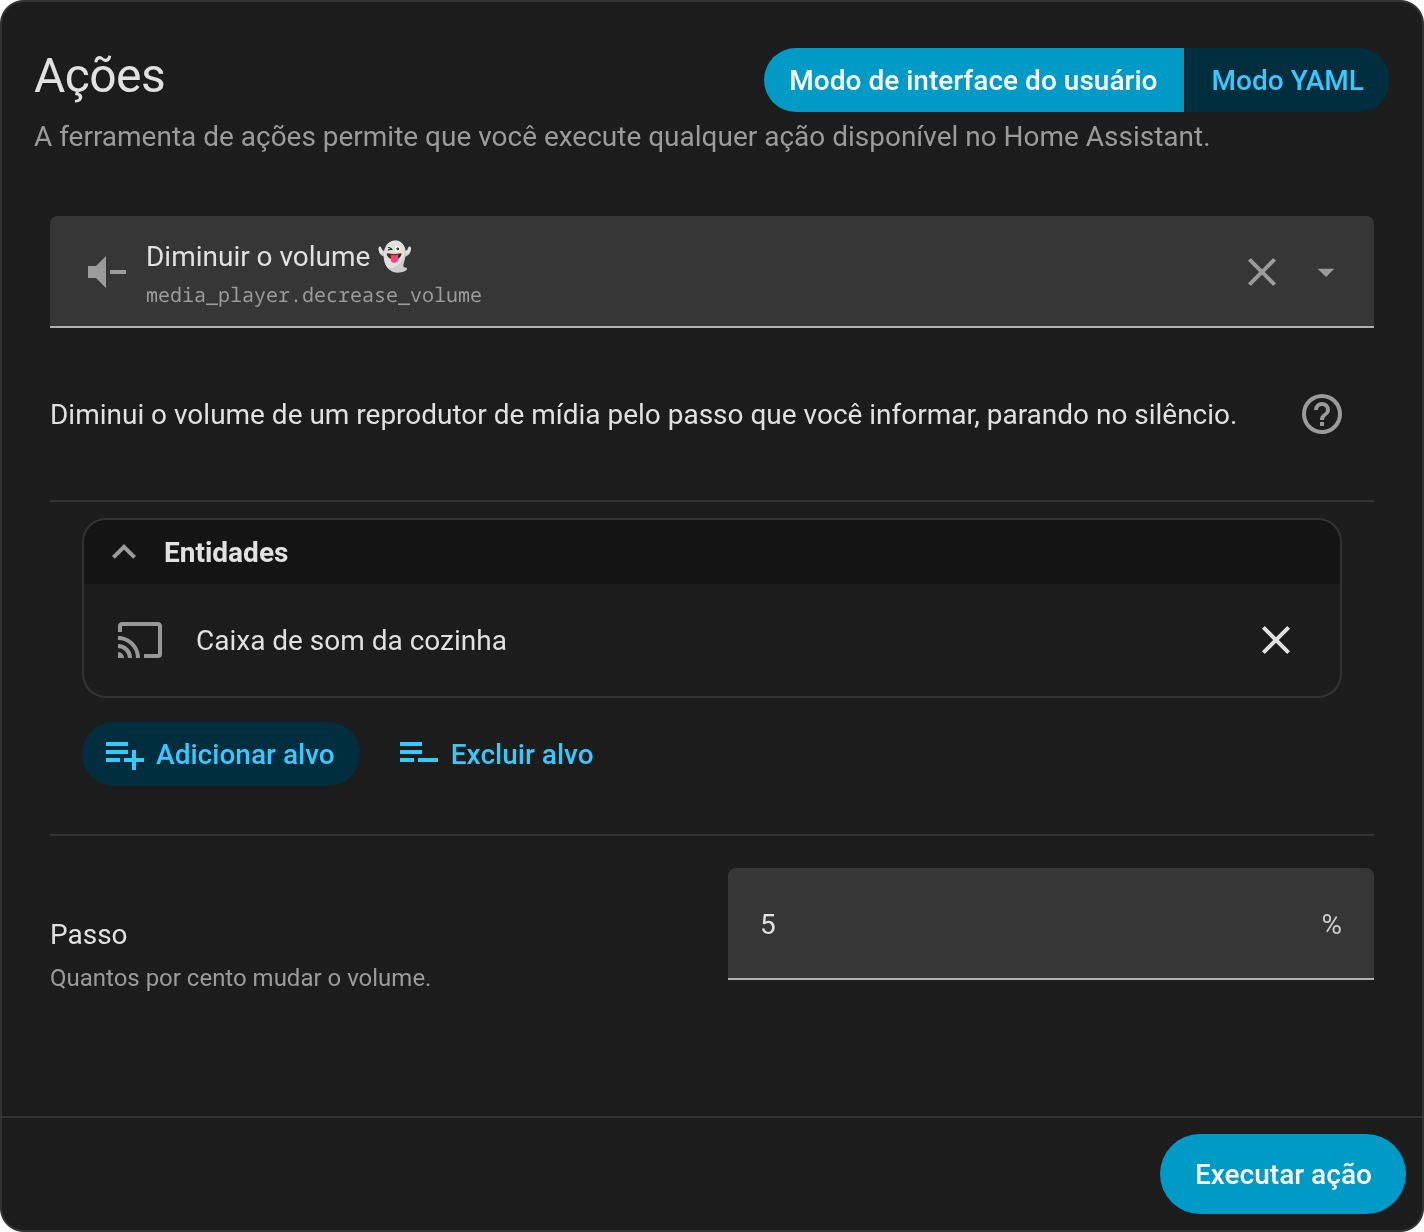 Ações
Modo de interface do usuário
Modo YAML
A ferramenta de ações permite que você execute qualquer ação disponível no Home Assistant.
Diminuir o volume 👻
media_player.decrease_volume
Diminui o volume de um reprodutor de mídia pelo passo que você informar, parando no silêncio.
Entidades
Caixa de som da cozinha
Adicionar alvo
Excluir alvo
Passo
Quantos por cento mudar o volume.
5
%
Executar ação